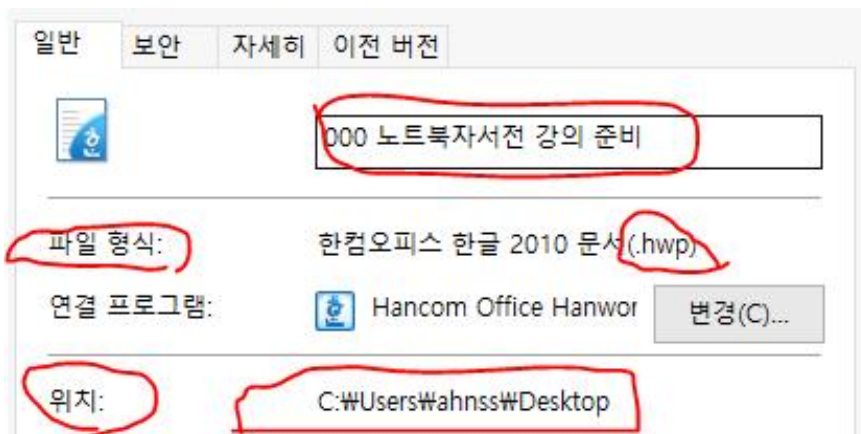 일반 보안 자세히 이전 버전
000 노트북자서전 강의 준비
파일 형식: 한컴오피스 한글 2010 문서(.hwp)
연결 프로그램: Hancom Office Hanwor 변경(C)...
위치: C:₩Users₩ahnss₩Desktop